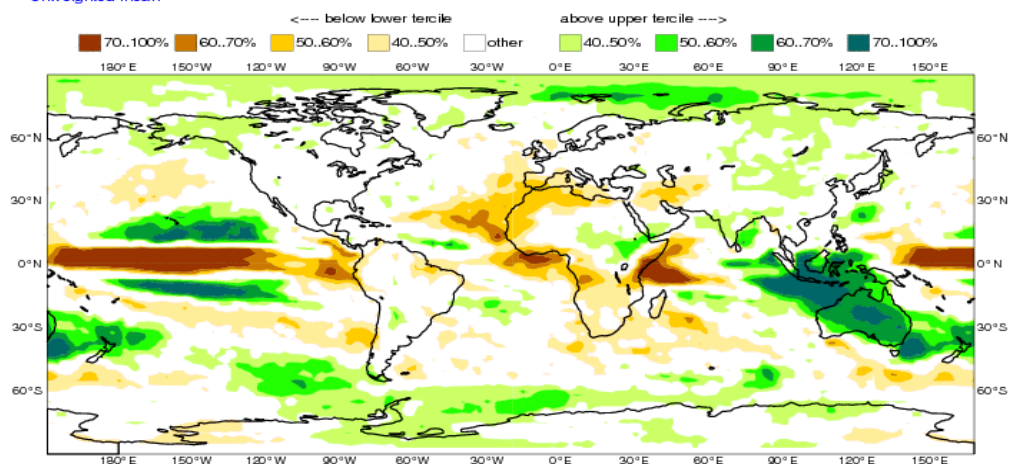 <---- below lower tercile above upper tercile ---->
70..100% 60..70% 50..60% 40..50% other 40..50% 50..60% 60..70% 70..100%
180°E 150°W 120°W 90°W 60°W 30°W 0°E 30°E 60°E 90°E 120°E 150°E
60°N 60°N
30°N 30°N
0°N 0°N
30°S 30°S
60°S 60°S
180°E 150°W 120°W 90°W 60°W 30°W 0°E 30°E 60°E 90°E 120°E 150°E